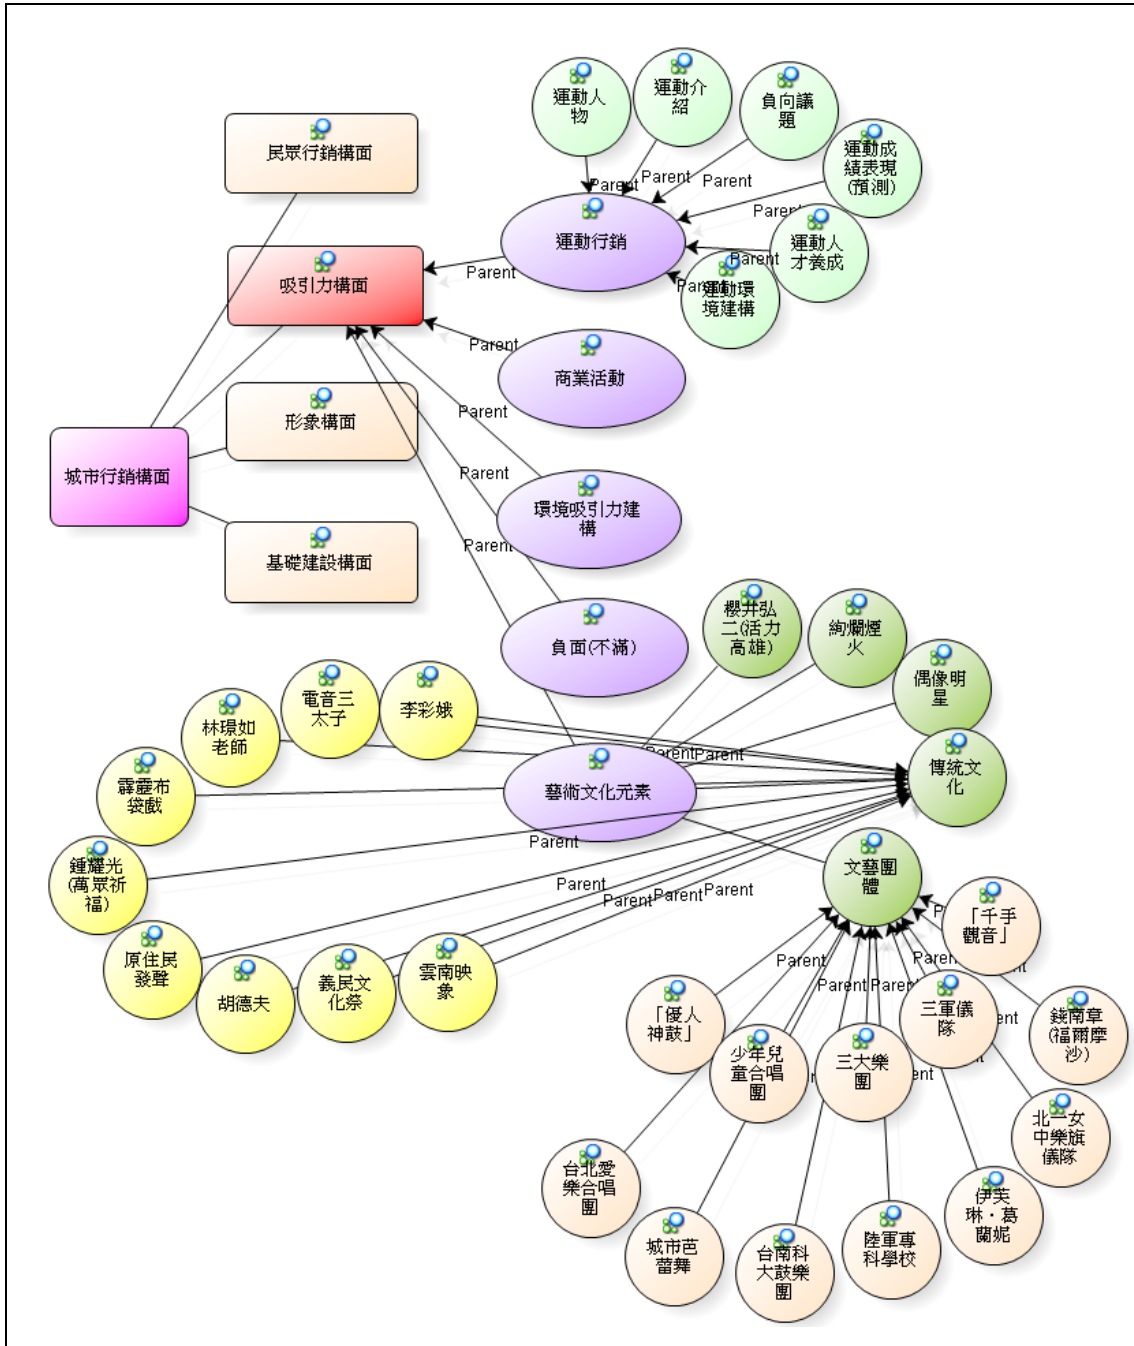 民眾行銷構面
吸引力構面
形象構面
城市行銷構面
基礎建設構面
運動人
物
運動介
紹
負向議
題
運動成
績表現
(預測)
運動人
才養成
運動環
境建構
Parent
Parent
Parent
Parent
Parent
Parent
運動行銷
Parent
商業活動
Parent
環境吸引力建
構
Parent
負面(不滿)
Parent
Parent
藝術文化元素
櫻井弘
二(活力
高雄)
絢爛煙
火
偶像明
星
傳統文
化
文藝團
體
李彩娥
電音三
太子
林璟如
老師
霹靂布
袋戲
鍾耀光
(萬眾祈
福)
原住民
發聲
胡德夫
義民文
化祭
雲南映
象
Parent
Parent
Parent
Parent
Parent
Parent
Parent
「千手
觀音」
三軍儀
隊
錢南章
(福爾摩
沙)
「優人
神鼓」
少年兒
童合唱
團
三大樂
團
北一女
中樂旗
儀隊
台北愛
樂合唱
團
城市芭
蕾舞
台南科
大鼓樂
團
陸軍專
科學校
伊芙
琳・葛
蘭妮
Parent
Parent
Parent